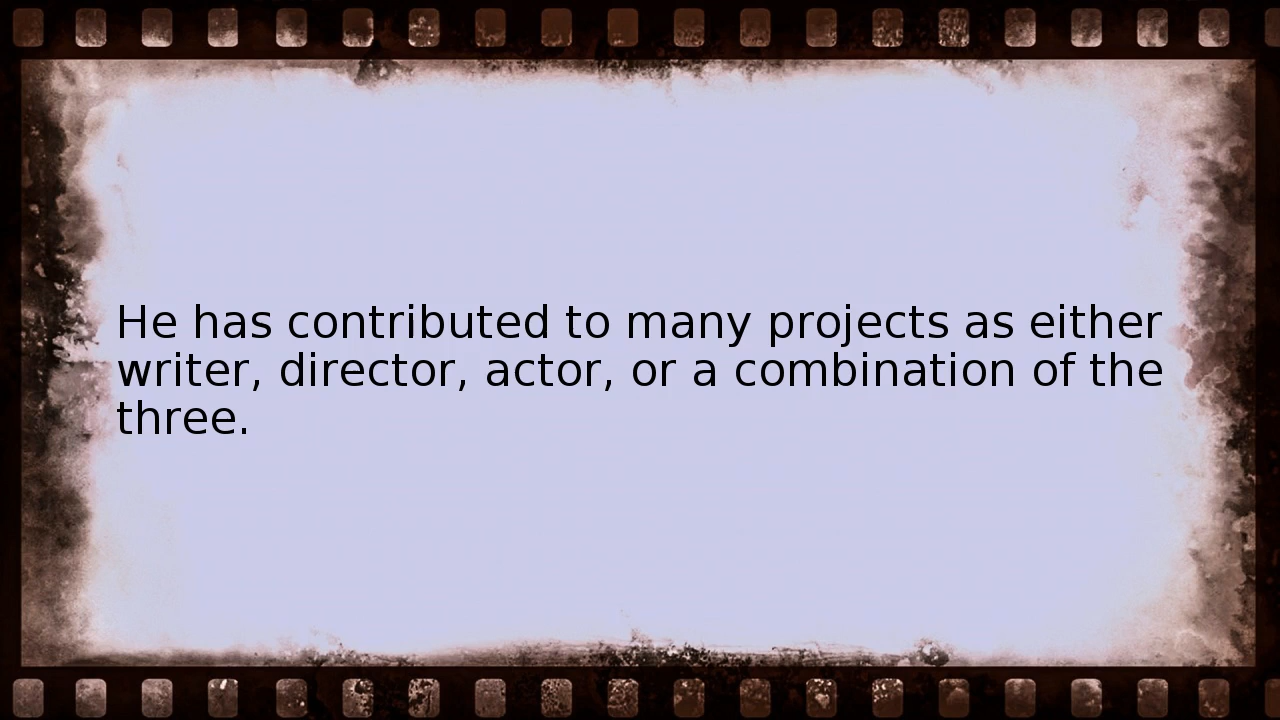 He has contributed to many projects as either
writer, director, actor, or a combination of the
three.